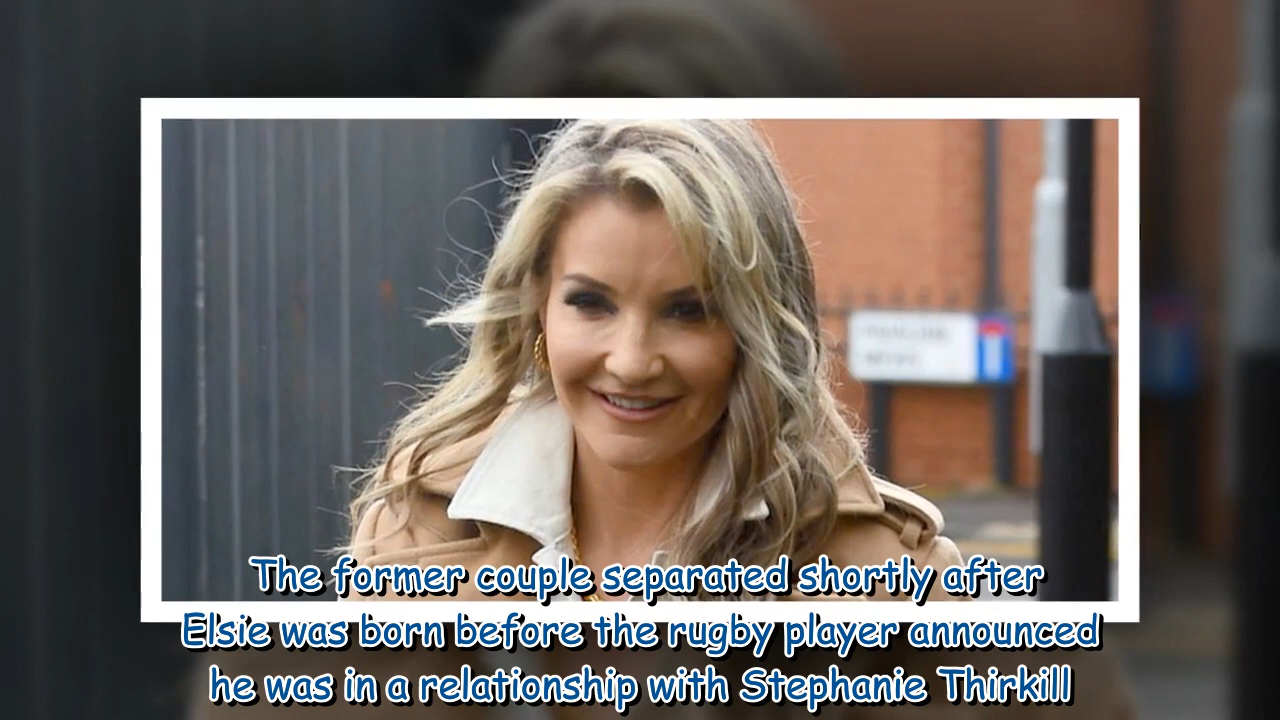 The former couple separated shortly after
Elsie was born before the rugby player announced
he was in a relationship with Stephanie Thirkill